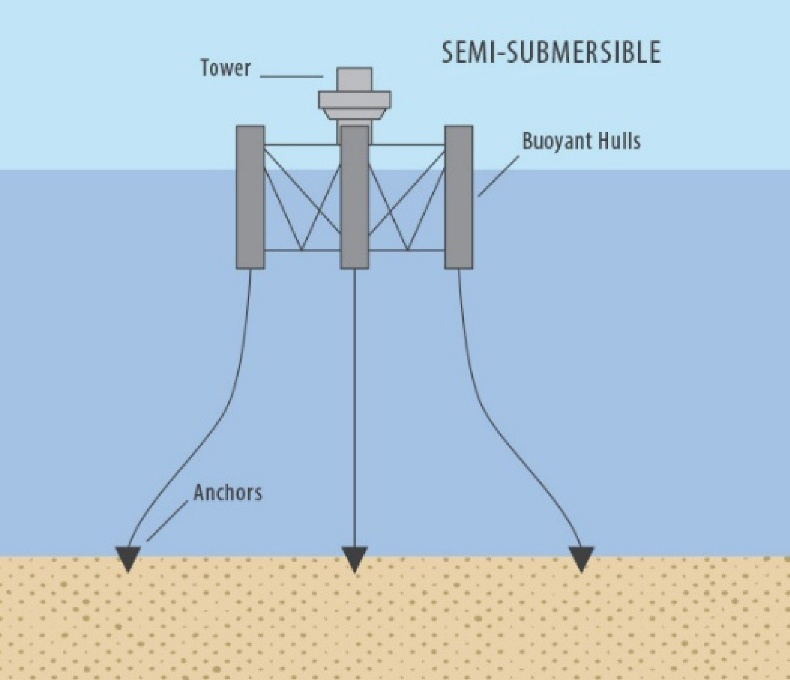 SEMI-SUBMERSIBLE
Tower
Buoyant Hulls
Anchors